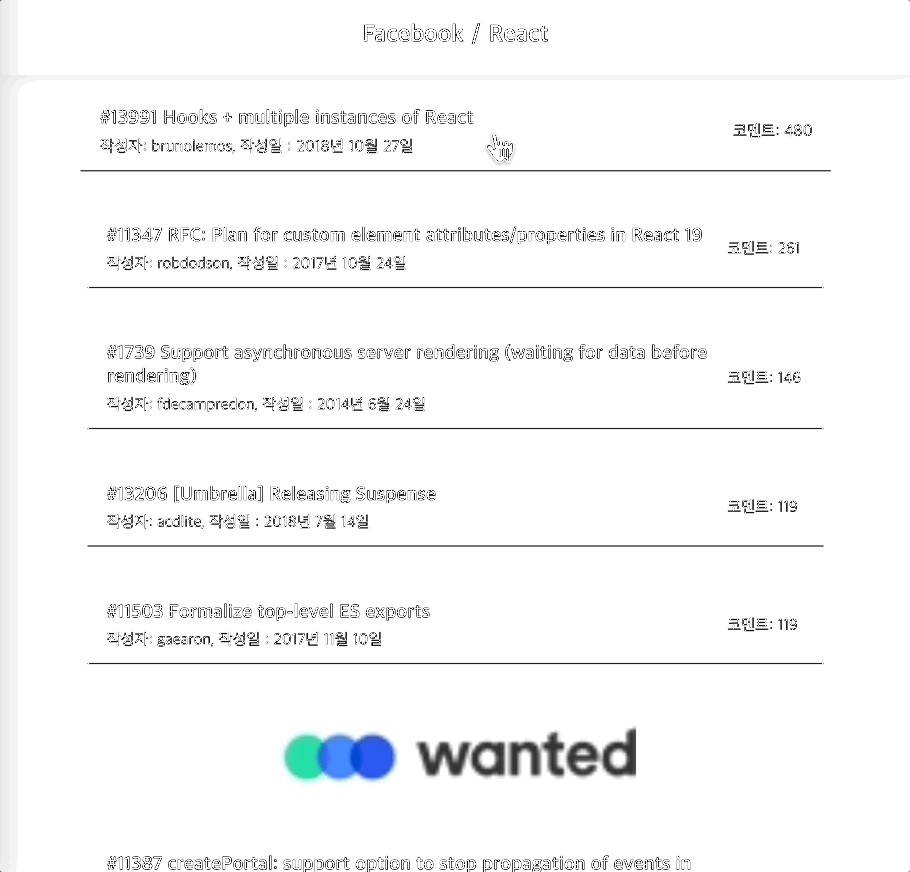 Facebook / React
#13991 Hooks + multiple instances of React
작성자: brunolemos, 작성일 : 2018년 10월 27일
코멘트: 480
#11347 RFC: Plan for custom element attributes/properties in React 19
작성자: robdodson, 작성일 : 2017년 10월 24일
코멘트: 261
#1739 Support asynchronous server rendering (waiting for data before
rendering)
작성자: fdecampredon, 작성일 : 2014년 6월 24일
코멘트: 146
#13206 [Umbrella] Releasing Suspense
작성자: acdlite, 작성일 : 2018년 7월 14일
코멘트: 119
#11503 Formalize top-level ES exports
작성자: gaearon, 작성일 : 2017년 11월 10일
코멘트: 119
wanted
#11387 createPortal: support option to stop propagation of events in